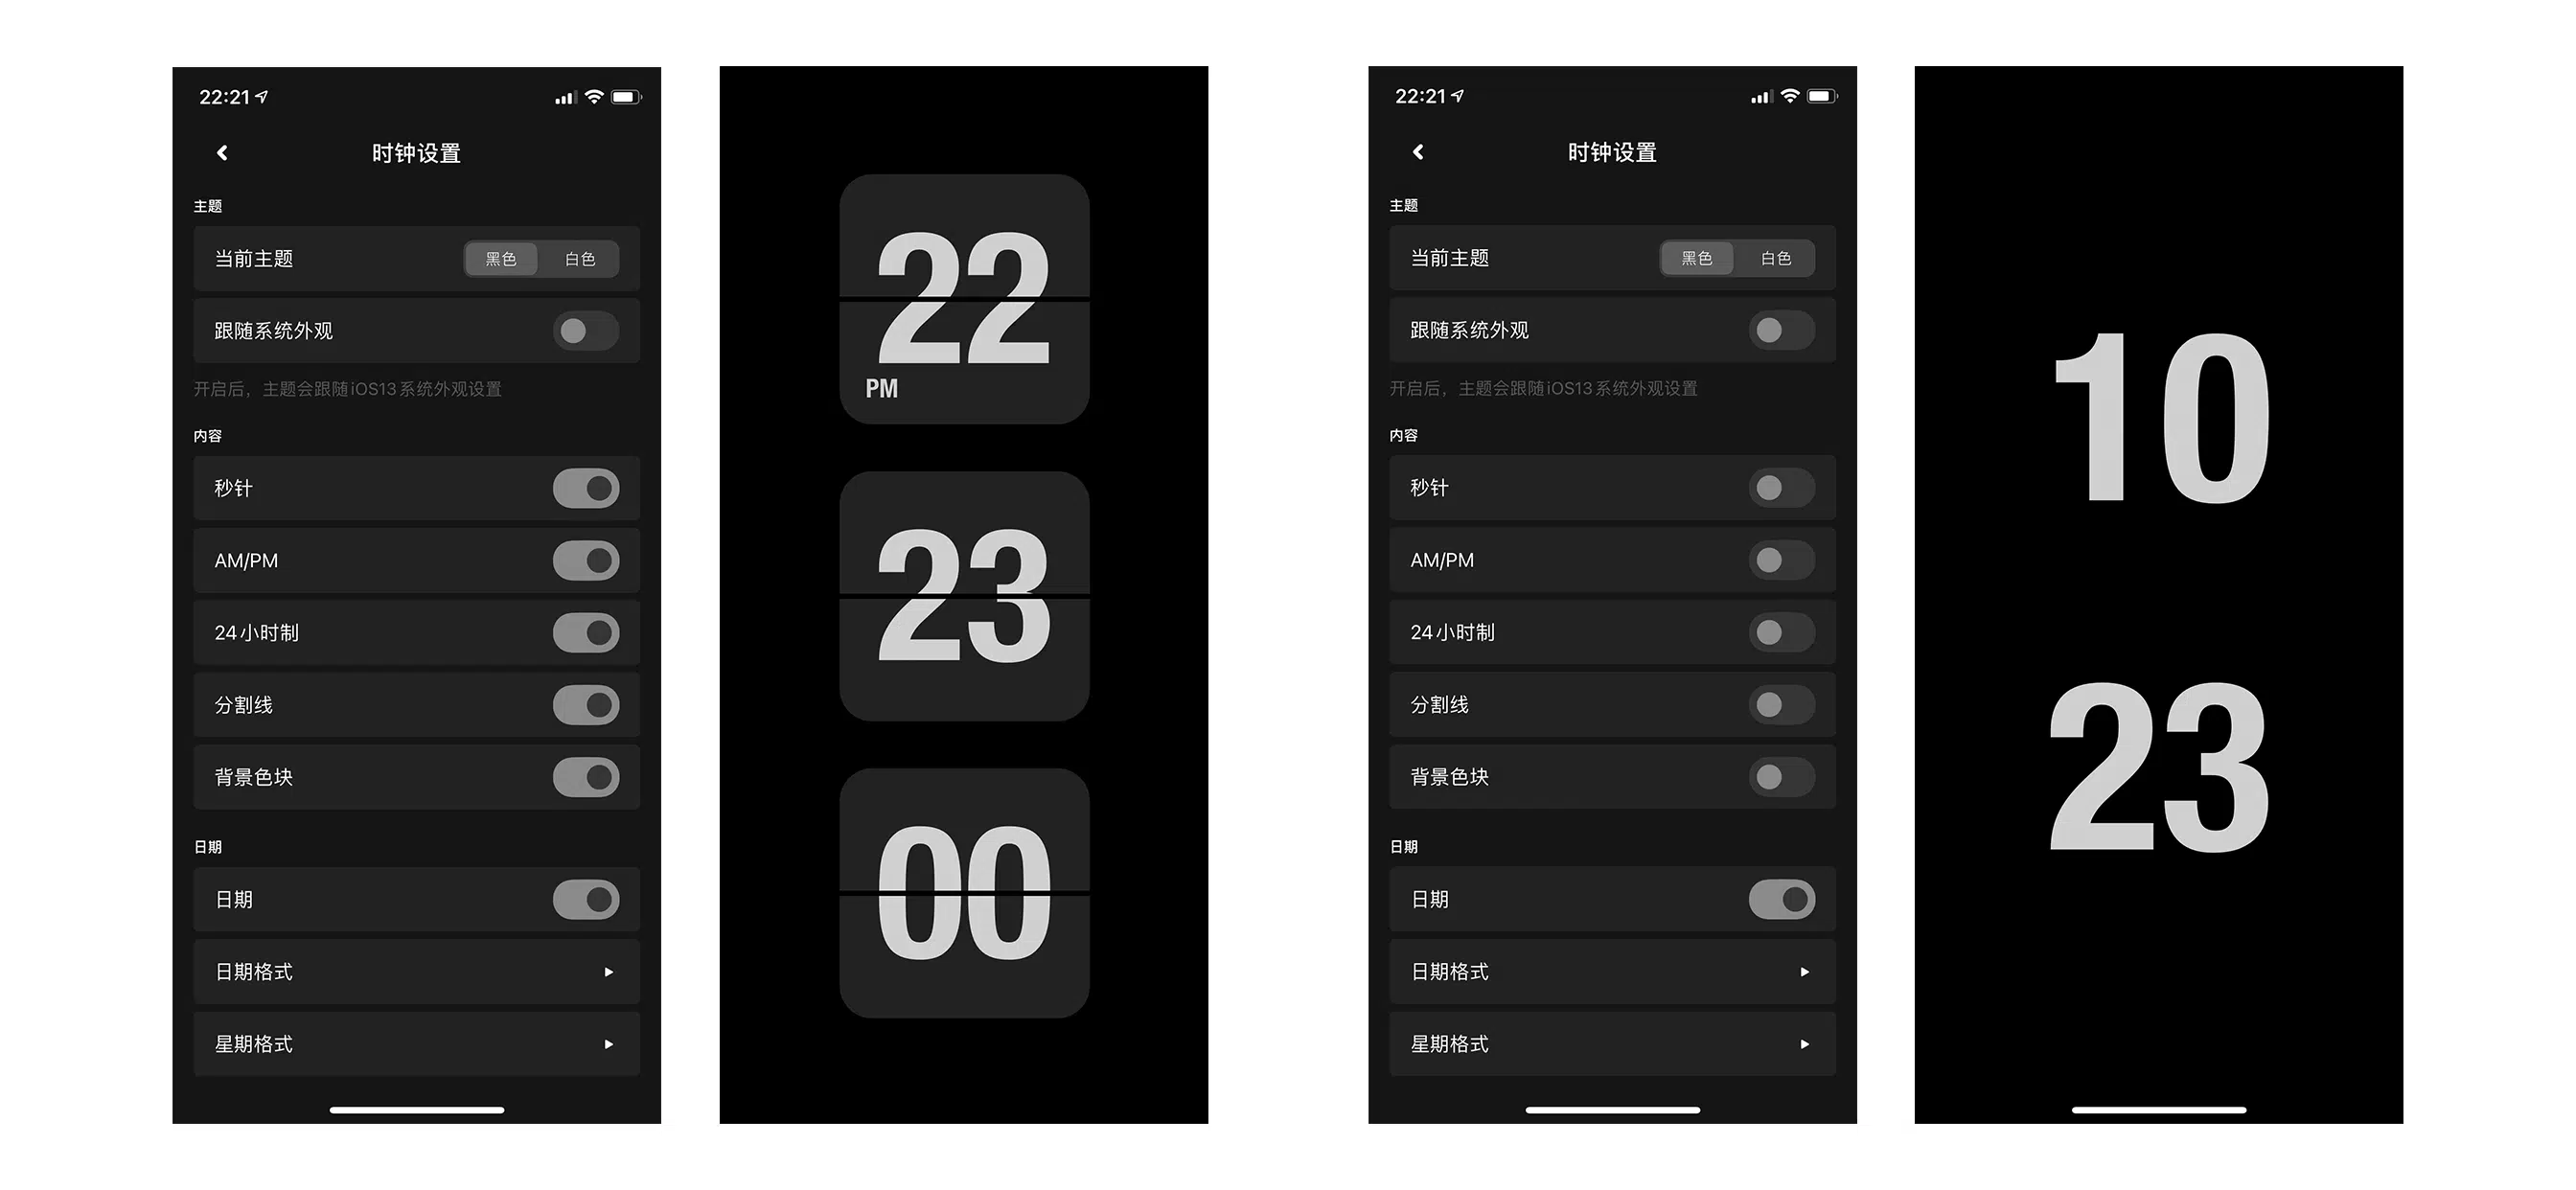 22:21
时钟设置
主题
当前主题 黑色 白色
跟随系统外观
开启后，主题会跟随iOS13系统外观设置
内容
秒针
AM/PM
24小时制
分割线
背景色块
日期
日期
日期格式
星期格式
22
PM
23
00
22:21
时钟设置
主题
当前主题 黑色 白色
跟随系统外观
开启后，主题会跟随iOS13系统外观设置
内容
秒针
AM/PM
24小时制
分割线
背景色块
日期
日期
日期格式
星期格式
10
23